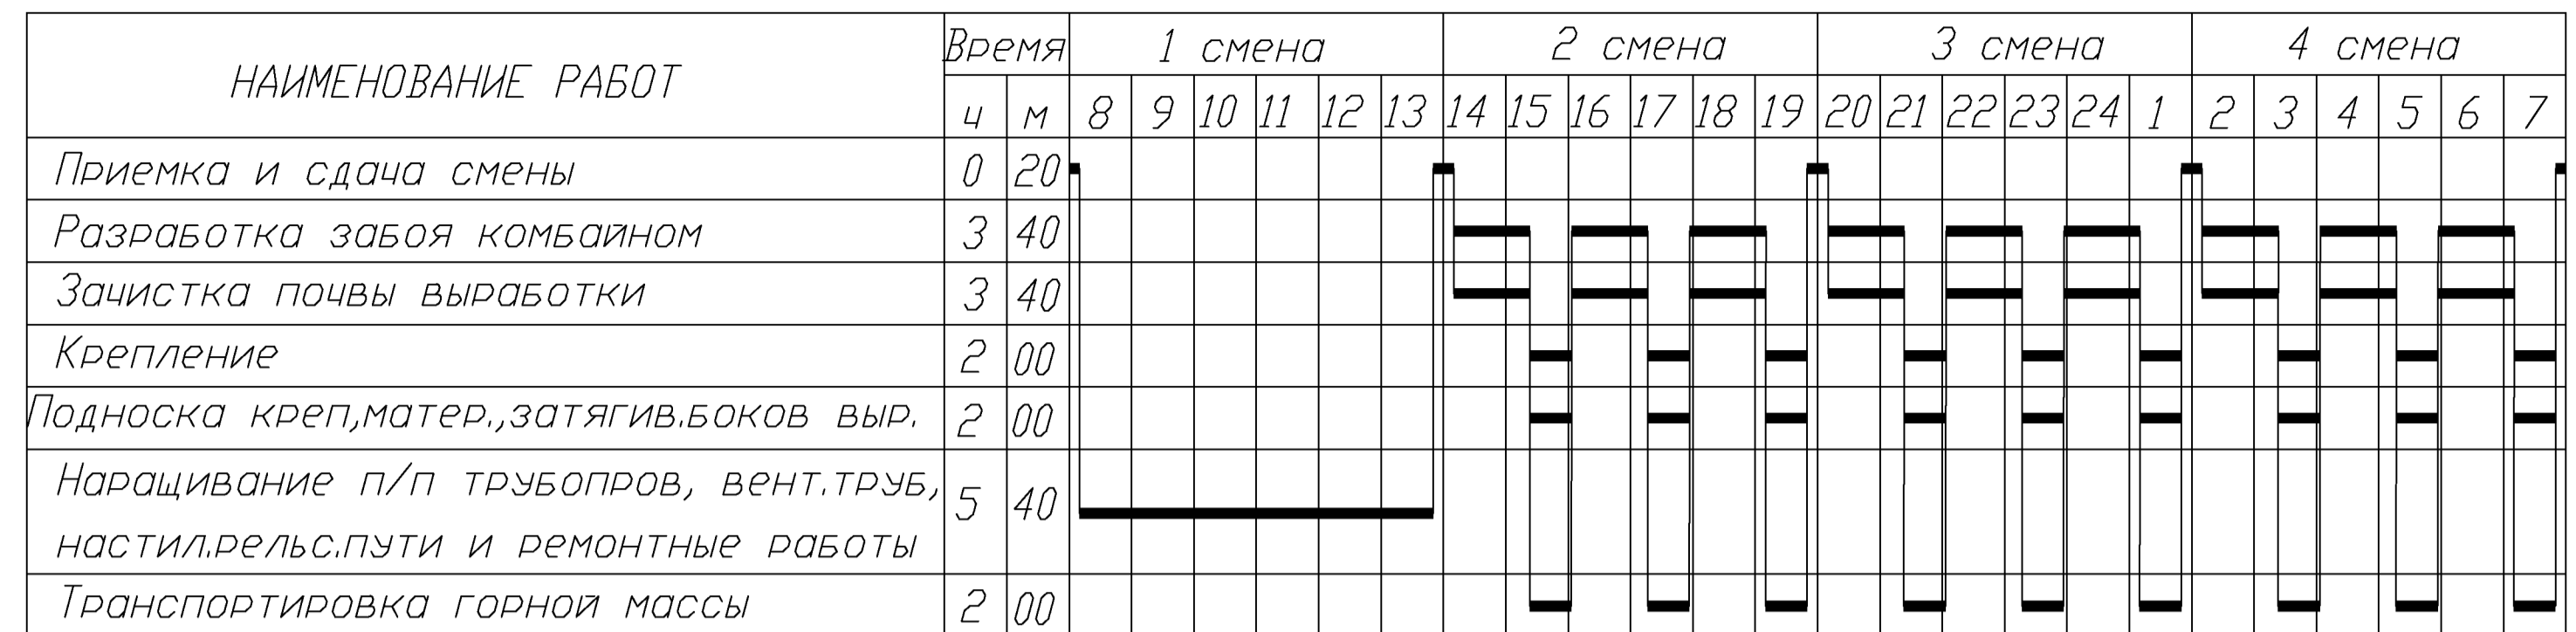 НАИМЕНОВАНИЕ РАБОТ Время 1 смена 2 смена 3 смена 4 смена
ч м 8 9 10 11 12 13 14 15 16 17 18 19 20 21 22 23 24 1 2 3 4 5 6 7
Приемка и сдача смены 0 20
Разработка забоя комбайном 3 40
Зачистка почвы выработки 3 40
Крепление 2 00
Подноска креп,матер.,затягив.боков выр. 2 00
Наращивание п/п трубопров, вент.труб,
настил.рельс.пути и ремонтные работы 5 40
Транспортировка горной массы 2 00